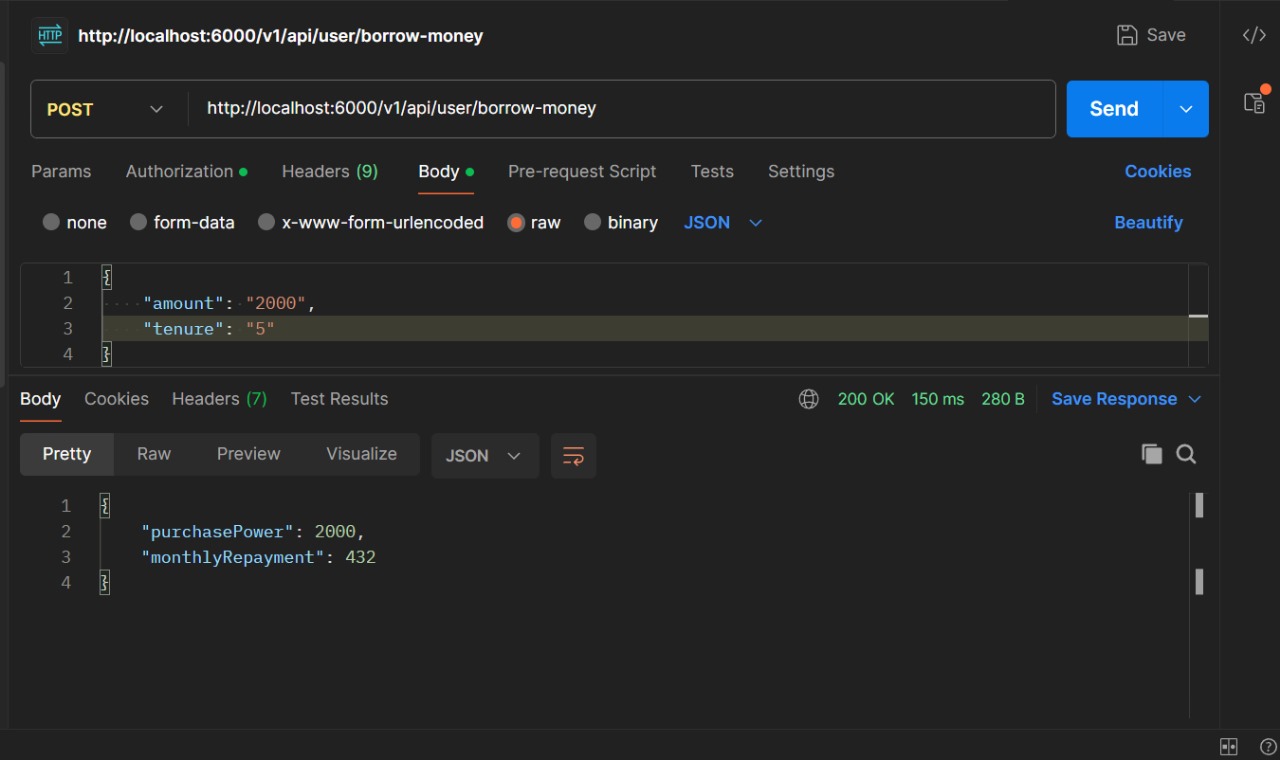 HTTP http://localhost:6000/v1/api/user/borrow-money Save
POST http://localhost:6000/v1/api/user/borrow-money Send
Params Authorization Headers (9) Body Pre-request Script Tests Settings Cookies
none form-data x-www-form-urlencoded raw binary JSON Beautify
1 {
2 "amount": "2000",
3 "tenure": "5"
4 }
Body Cookies Headers (7) Test Results 200 OK 150 ms 280 B Save Response
Pretty Raw Preview Visualize JSON
1 {
2 "purchasePower": 2000,
3 "monthlyRepayment": 432
4 }